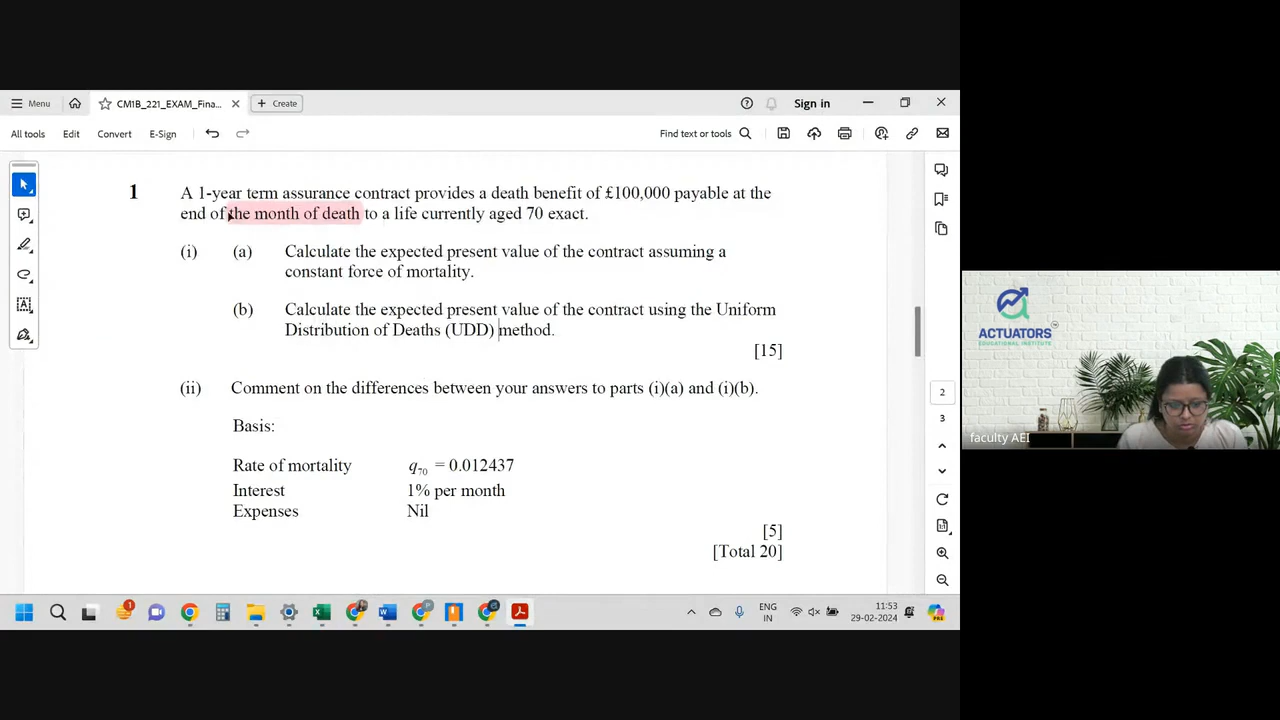 Menu
CM1B_221_EXAM_Fina...
Create
Sign in
All tools
Edit
Convert
E-Sign
Find text or tools
1
A 1-year term assurance contract provides a death benefit of £100,000 payable at the
end of the month of death to a life currently aged 70 exact.
(i) (a) Calculate the expected present value of the contract assuming a
constant force of mortality.
(b) Calculate the expected present value of the contract using the Uniform
Distribution of Deaths (UDD) method.
[15]
(ii) Comment on the differences between your answers to parts (i)(a) and (i)(b).
Basis:
Rate of mortality q70 = 0.012437
Interest 1% per month
Expenses Nil
[5]
[Total 20]
2
3
ACTUATORS
EDUCATIONAL INSTITUTE
faculty AEI
ENG
IN
11:53
29-02-2024